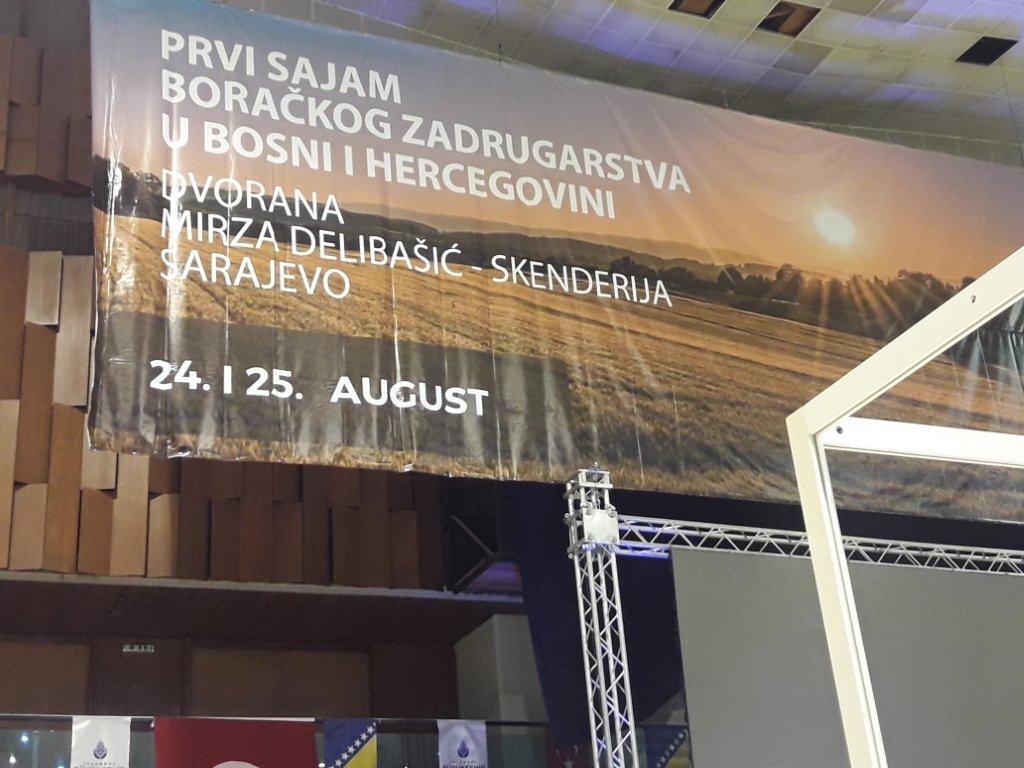 PRVI SAJAM
BORAČKOG ZADRUGARSTVA
U BOSNI I HERCEGOVINI
DVORANA
MIRZA DELIBAŠIĆ - SKENDERIJA
SARAJEVO
24. I 25. AUGUST